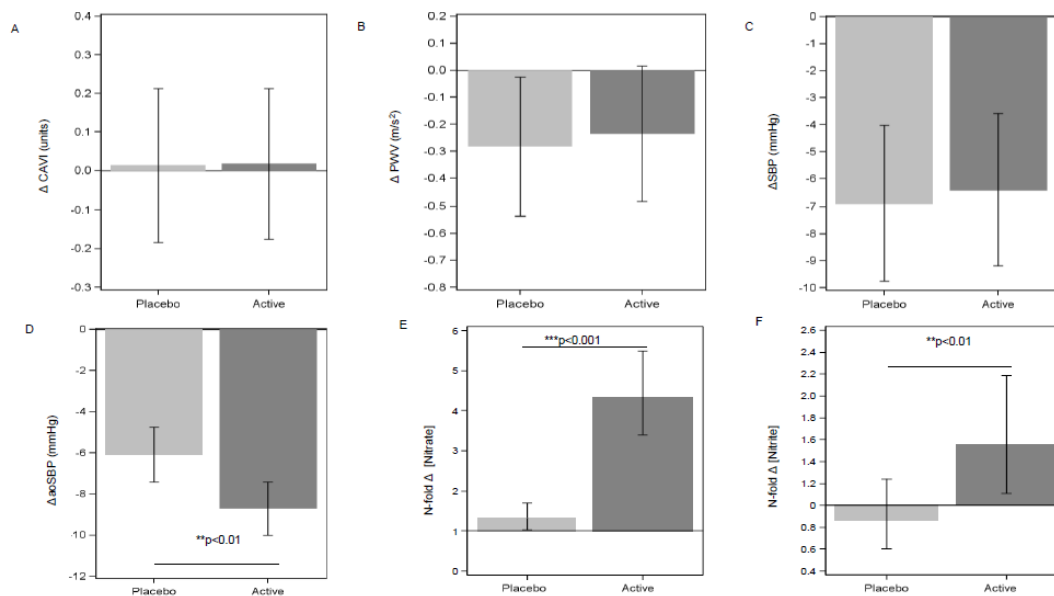 A
Δ CAVI (units)
0.4
0.3
0.2
0.1
0.0
-0.1
-0.2
-0.3
Placebo Active
B
Δ PWV (m/s²)
0.2
0.1
0.0
-0.1
-0.2
-0.3
-0.4
-0.5
-0.6
-0.7
-0.8
Placebo Active
C
ΔSBP (mmHg)
0
-1
-2
-3
-4
-5
-6
-7
-8
-9
-10
Placebo Active
D
ΔaoSBP (mmHg)
0
-2
-4
-6
-8
-10
-12
**p<0.01
Placebo Active
E
N-fold Δ [Nitrate]
6
5
4
3
2
1
0
***p<0.001
Placebo Active
F
N-fold Δ [Nitrite]
2.6
2.4
2.2
2.0
1.8
1.6
1.4
1.2
0
0.8
0.6
0.4
**p<0.01
Placebo Active